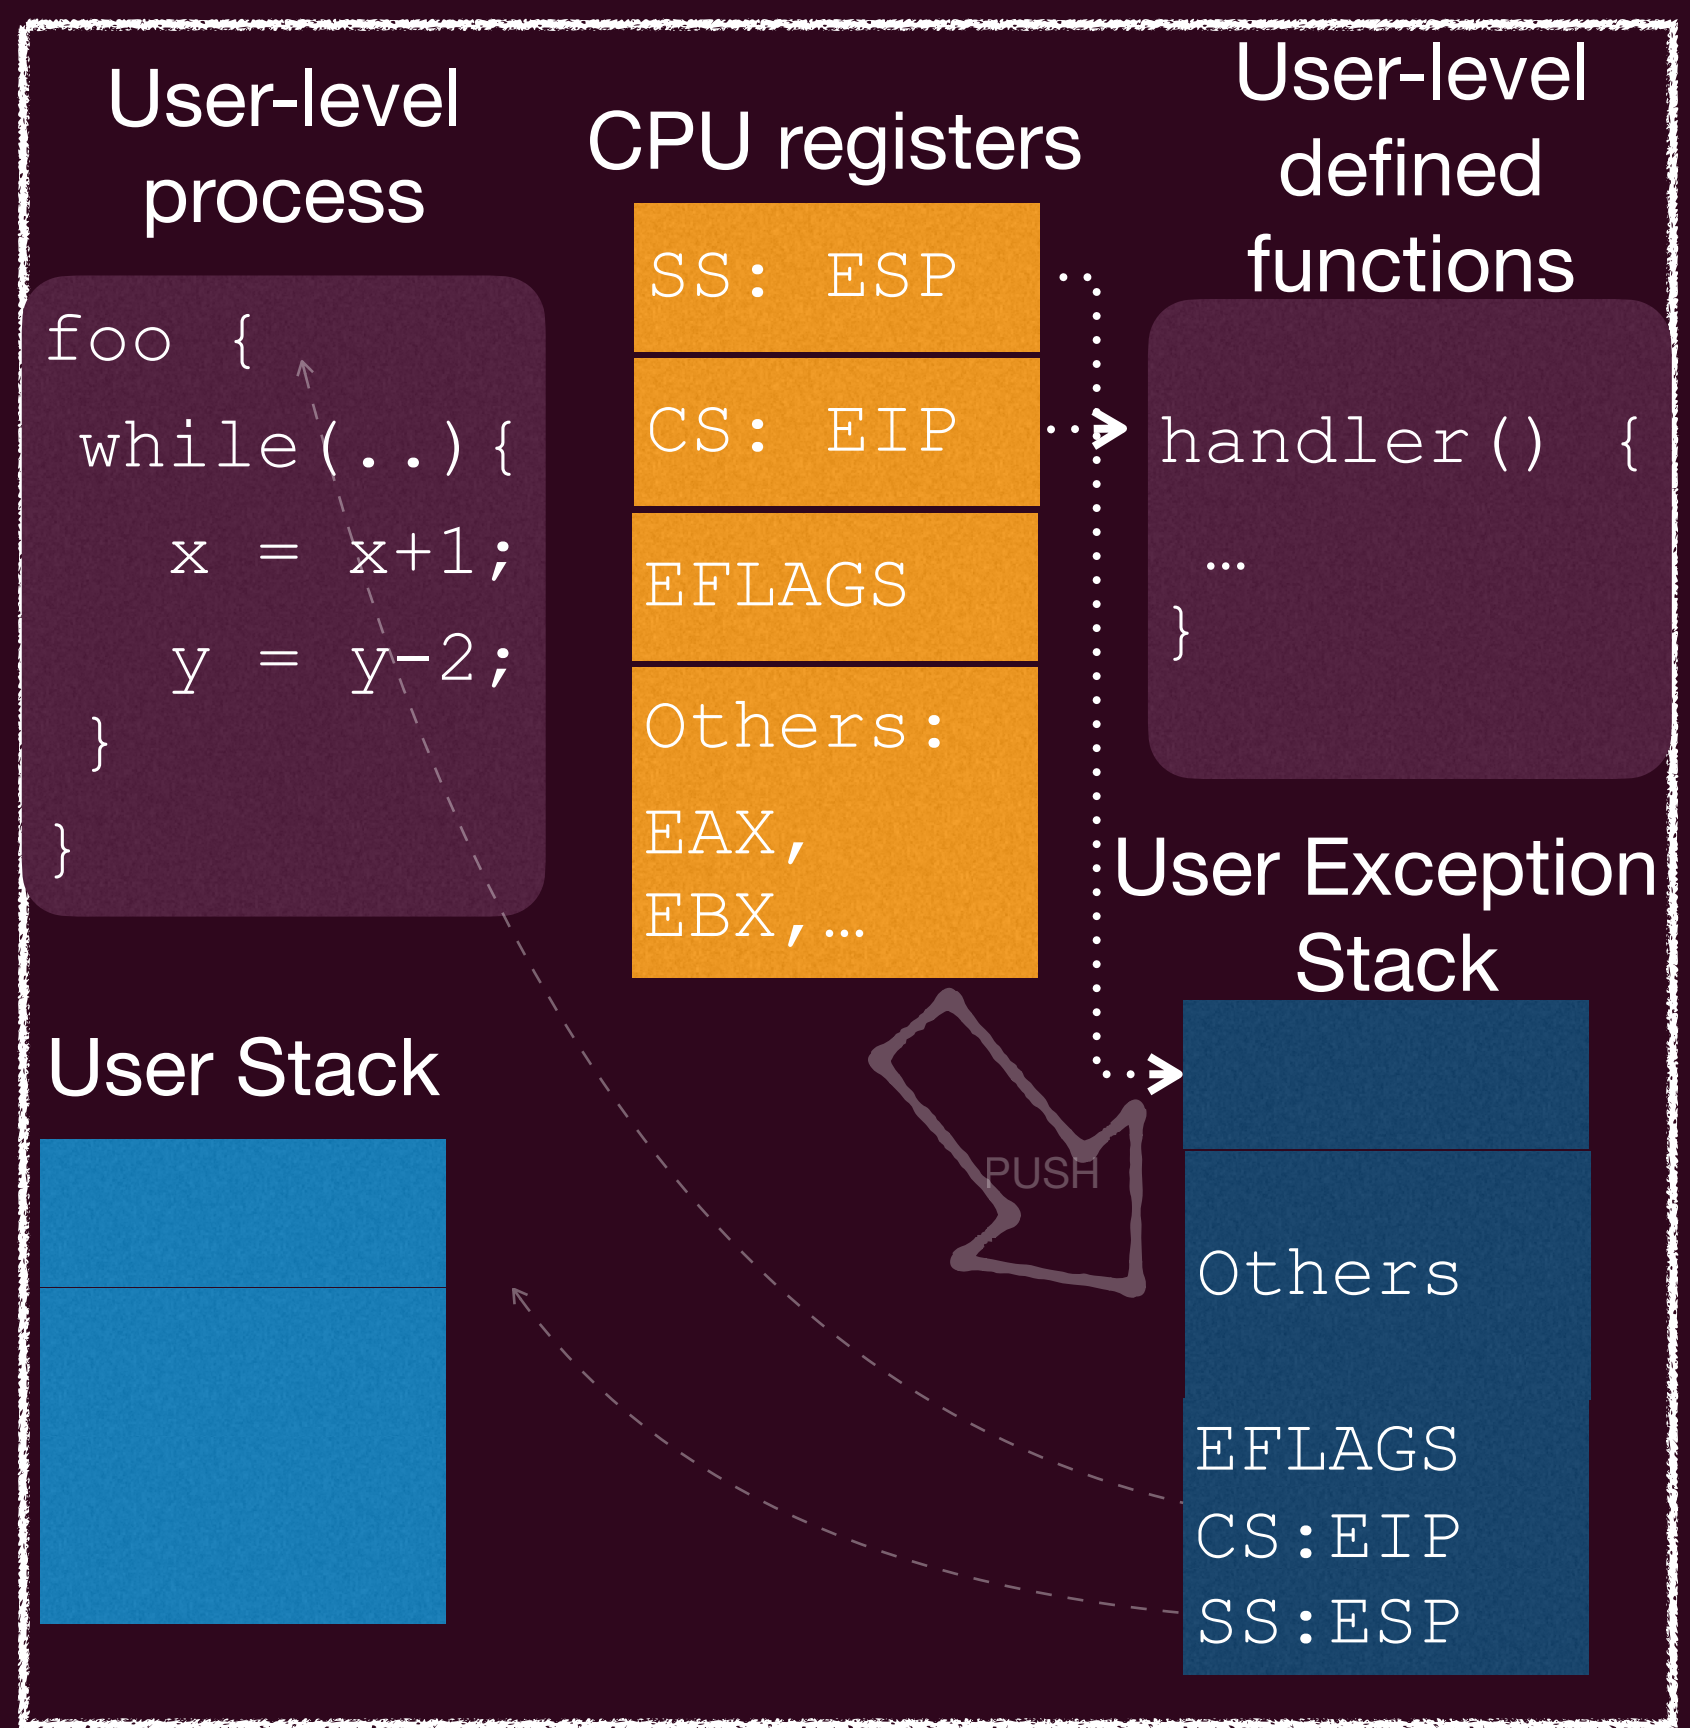 User-level
process
foo {
while(..){
x = x+1;
y = y-2;
}
}
User Stack
CPU registers
SS: ESP
CS: EIP
EFLAGS
Others:
EAX,
EBX,…
PUSH
User-level
defined
functions
handler() {
…
}
User Exception
Stack
Others
EFLAGS
CS:EIP
SS:ESP